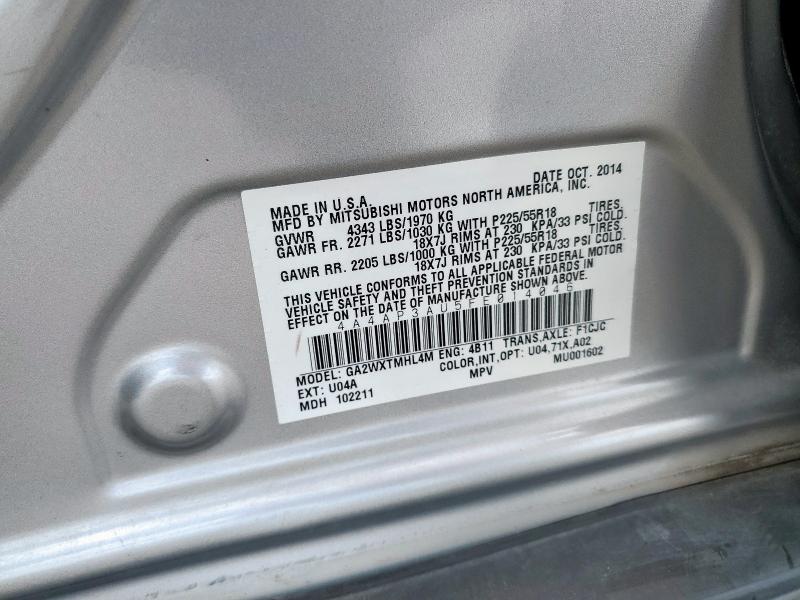 MADE IN U.S.A. DATE OCT. 2014
MFD BY MITSUBISHI MOTORS NORTH AMERICA, INC.
GVWR 4343 LBS/1970 KG
GAWR FR. 2271 LBS/1030 KG WITH P225/55R18 TIRES,
18X7J RIMS AT 230 KPA/33 PSI COLD.
GAWR RR. 2205 LBS/1000 KG WITH P225/55R18 TIRES,
18X7J RIMS AT 230 KPA/33 PSI COLD.
THIS VEHICLE CONFORMS TO ALL APPLICABLE FEDERAL MOTOR
VEHICLE SAFETY AND THEFT PREVENTION STANDARDS IN
EFFECT ON THE DATE OF MANUFACTURE SHOWN ABOVE.
4A4AP3AU5FE014046
MODEL: GA2WXTMHL4M ENG: 4B11 TRANS,AXLE: F1CJC
EXT: U04A COLOR,INT,OPT: U04,71X,A02
MDH 102211 MPV MU001602